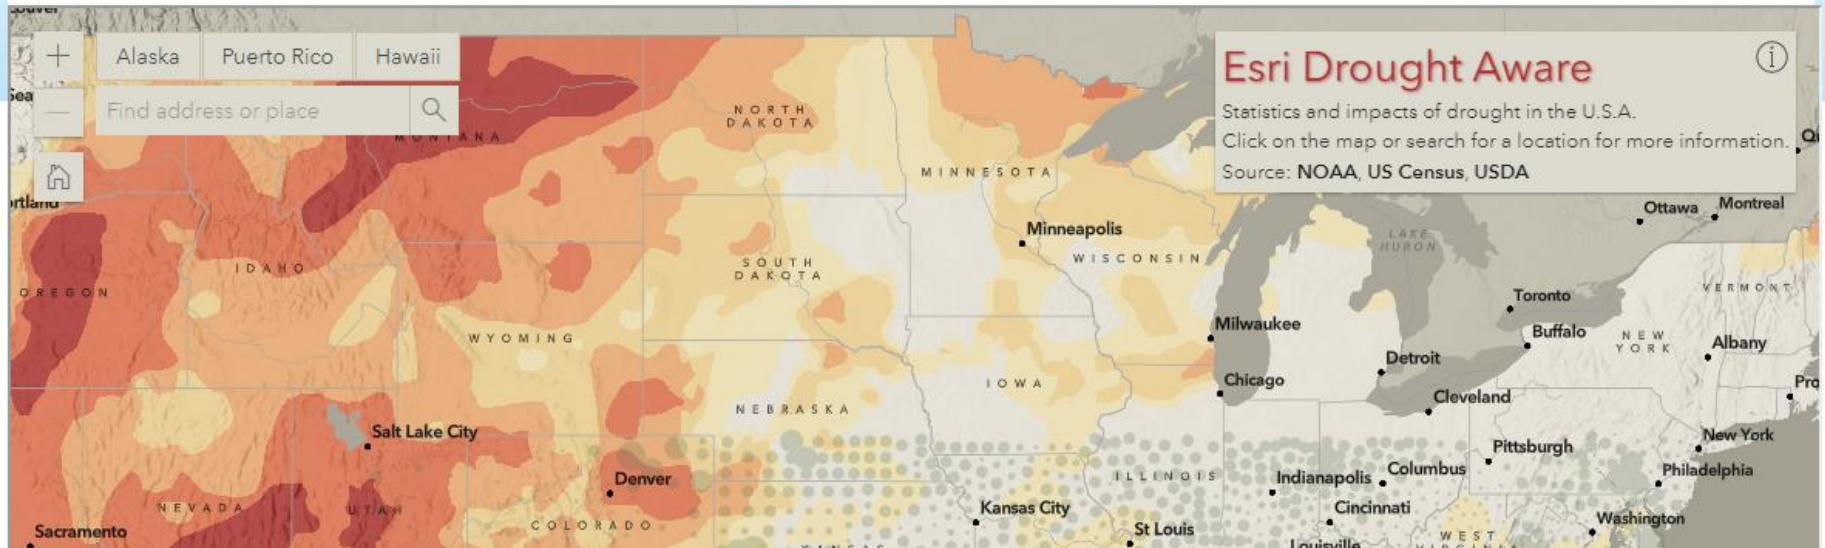 Alaska
Puerto Rico
Hawaii
Find address or place
Esri Drought Aware
Statistics and impacts of drought in the U.S.A.
Click on the map or search for a location for more information.
Source: NOAA, US Census, USDA
MONTANA
NORTH
DAKOTA
MINNESOTA
Ottawa
Montreal
Minneapolis
LAKE
HURON
IDAHO
SOUTH
DAKOTA
WISCONSIN
OREGON
VERMONT
Toronto
WYOMING
Milwaukee
Buffalo
NEW
YORK
Albany
Detroit
Chicago
IOWA
Cleveland
NEBRASKA
Salt Lake City
New York
Pittsburgh
Denver
ILLINOIS
Indianapolis
Columbus
Philadelphia
NEVADA
UTAH
Kansas City
Cincinnati
COLORADO
St Louis
Washington
Sacramento
WEST